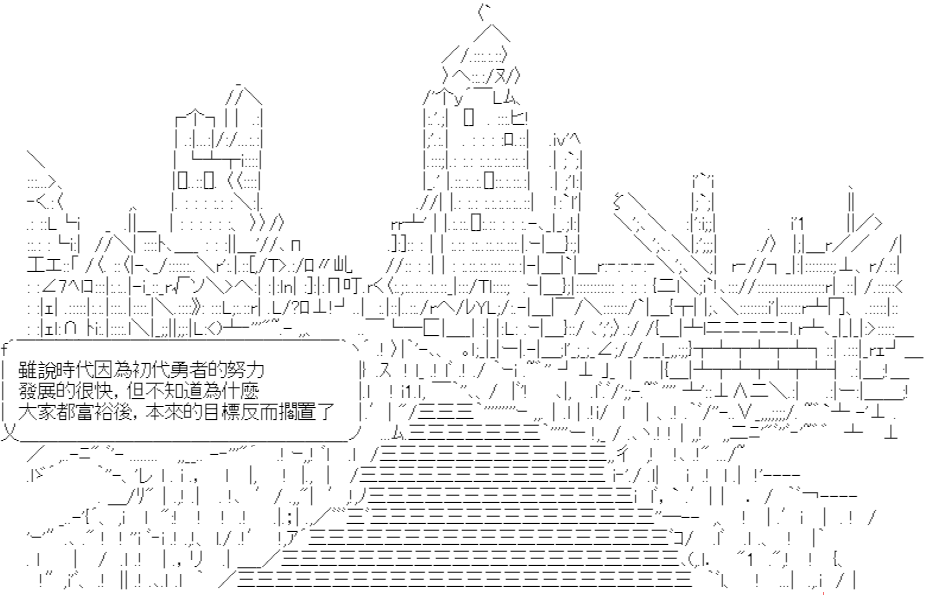 雖說時代因為初代勇者的努力
發展的很快，但不知道為什麼
大家都富裕後，本來的目標反而擱置了